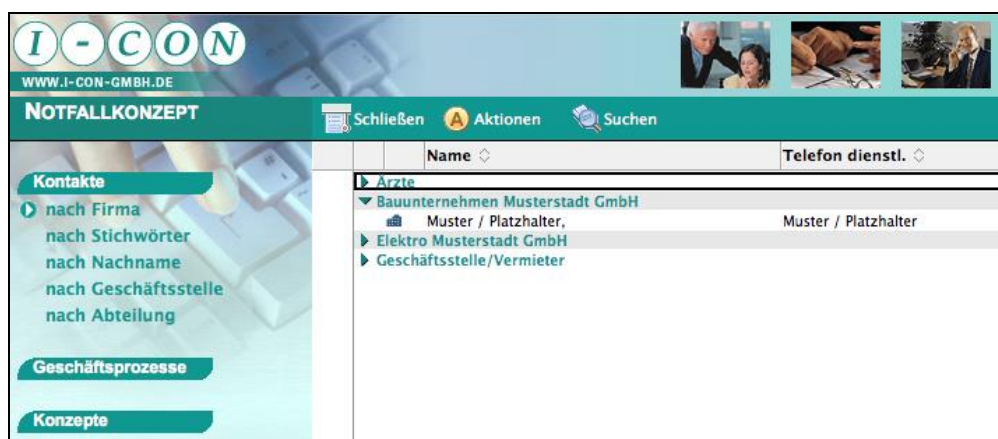 I-CON
WWW.I-CON-GMBH.DE
NOTFALLKONZEPT
Schließen
Aktionen
Suchen
Name
Telefon dienstl.
Kontakte
nach Firma
nach Stichwörter
nach Nachname
nach Geschäftsstelle
nach Abteilung
Geschäftsprozesse
Konzepte
Ärzte
Bauunternehmen Musterstadt GmbH
Muster / Platzhalter,
Muster / Platzhalter
Elektro Musterstadt GmbH
Geschäftsstelle/Vermieter